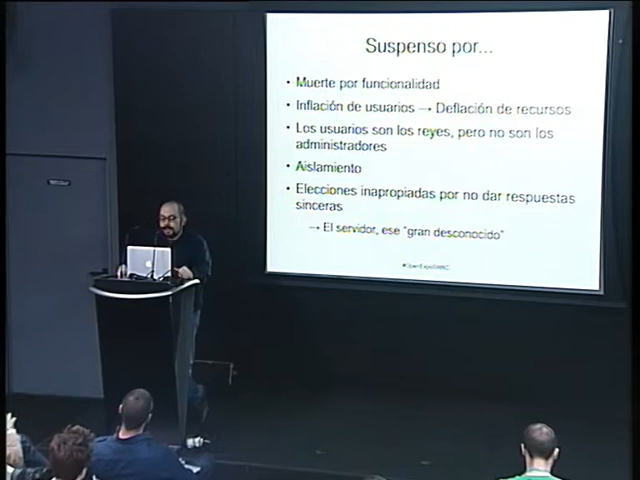 Suspenso por...
• Muerte por funcionalidad
• Inflación de usuarios → Deflación de recursos
• Los usuarios son los reyes, pero no son los
administradores
• Aislamiento
• Elecciones inapropiadas por no dar respuestas
sinceras
→ El servidor, ese "gran desconocido"